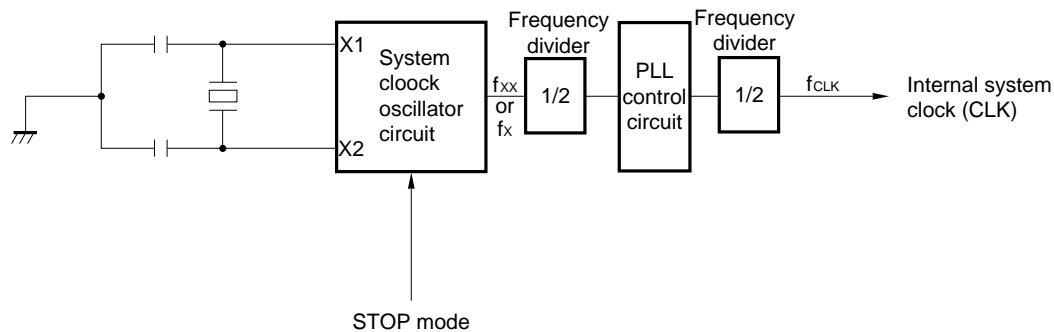 X1
X2
System
cloock
oscillator
circuit
fXX
or
fX
Frequency
divider
1/2
PLL
control
circuit
Frequency
divider
1/2
fCLK
Internal system
clock (CLK)
STOP mode